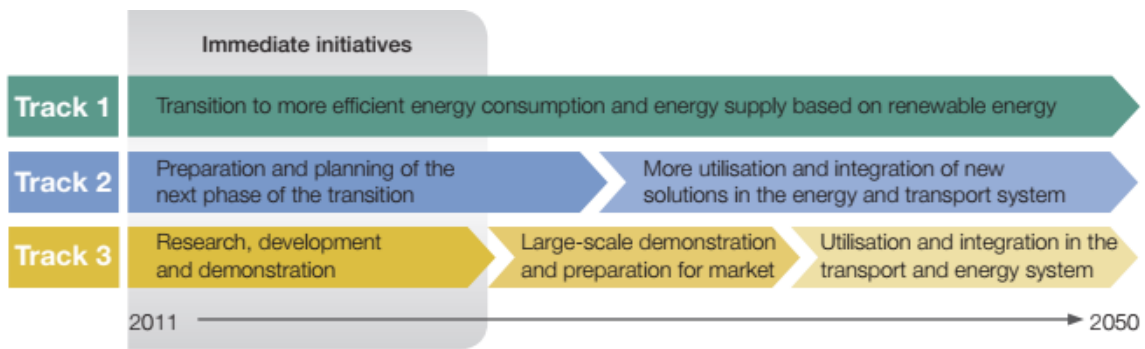 Immediate initiatives
Track 1
Transition to more efficient energy consumption and energy supply based on renewable energy
Track 2
Preparation and planning of the
next phase of the transition
More utilisation and integration of new
solutions in the energy and transport system
Track 3
Research, development
and demonstration
Large-scale demonstration
and preparation for market
Utilisation and integration in the
transport and energy system
2011
2050